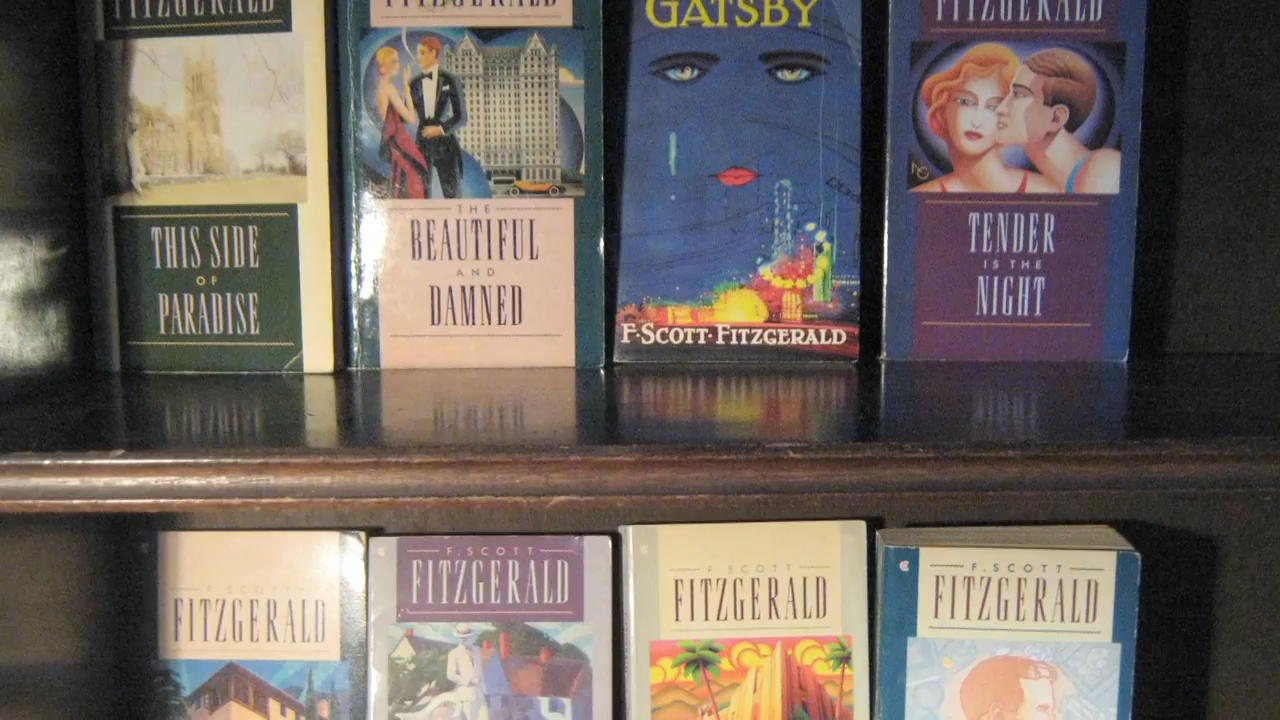 FITZGERALD
THIS SIDE
OF
PARADISE
FITZGERALD
THE
BEAUTIFUL
AND
DAMNED
GATSBY
F·SCOTT·FITZGERALD
FITZGERALD
TENDER
IS THE
NIGHT
F. SCOTT
FITZGERALD
F. SCOTT
FITZGERALD
F. SCOTT
FITZGERALD
F. SCOTT
FITZGERALD